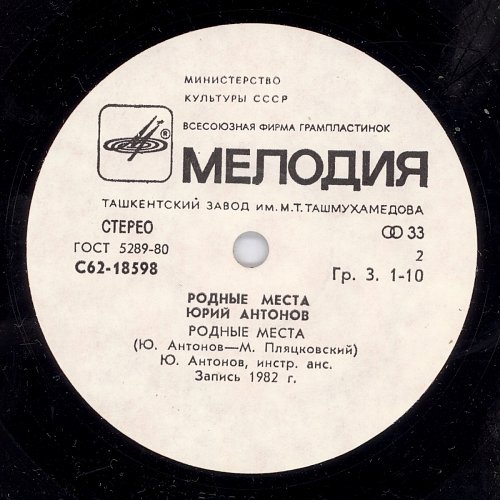 МИНИСТЕРСТВО
КУЛЬТУРЫ СССР
ВСЕСОЮЗНАЯ ФИРМА ГРАМПЛАСТИНОК
®
МЕЛОДИЯ
ТАШКЕНТСКИЙ ЗАВОД ИМ. М.Т. ТАШМУХАМЕДОВА
СТЕРЕО 33
ГОСТ 5289-80 2
С62-18598 Гр. 3. 1-10
РОДНЫЕ МЕСТА
ЮРИЙ АНТОНОВ
РОДНЫЕ МЕСТА
(Ю. Антонов—М. Пляцковский)
Ю. Антонов, инстр. анс.
Запись 1982 г.